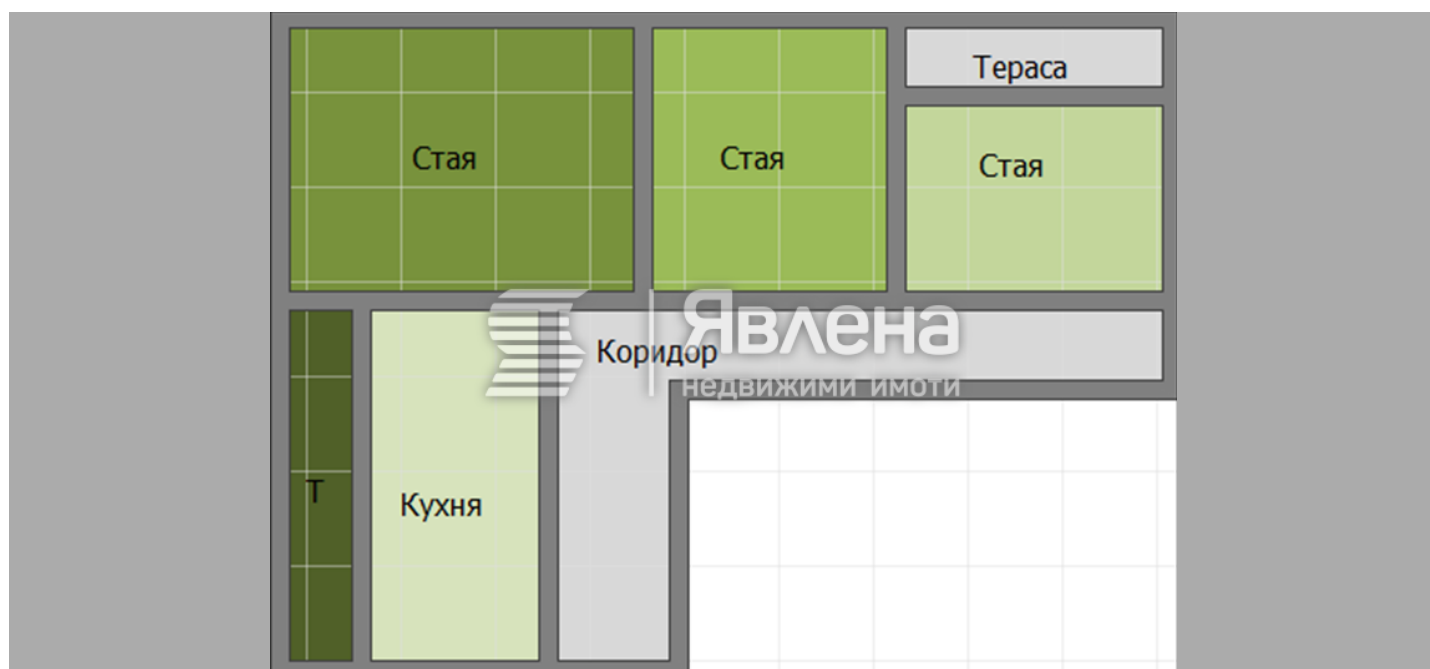 Тераса
Стая
Стая
Стая
Явлена
недвижими имоти
Коридор
Т
Кухня